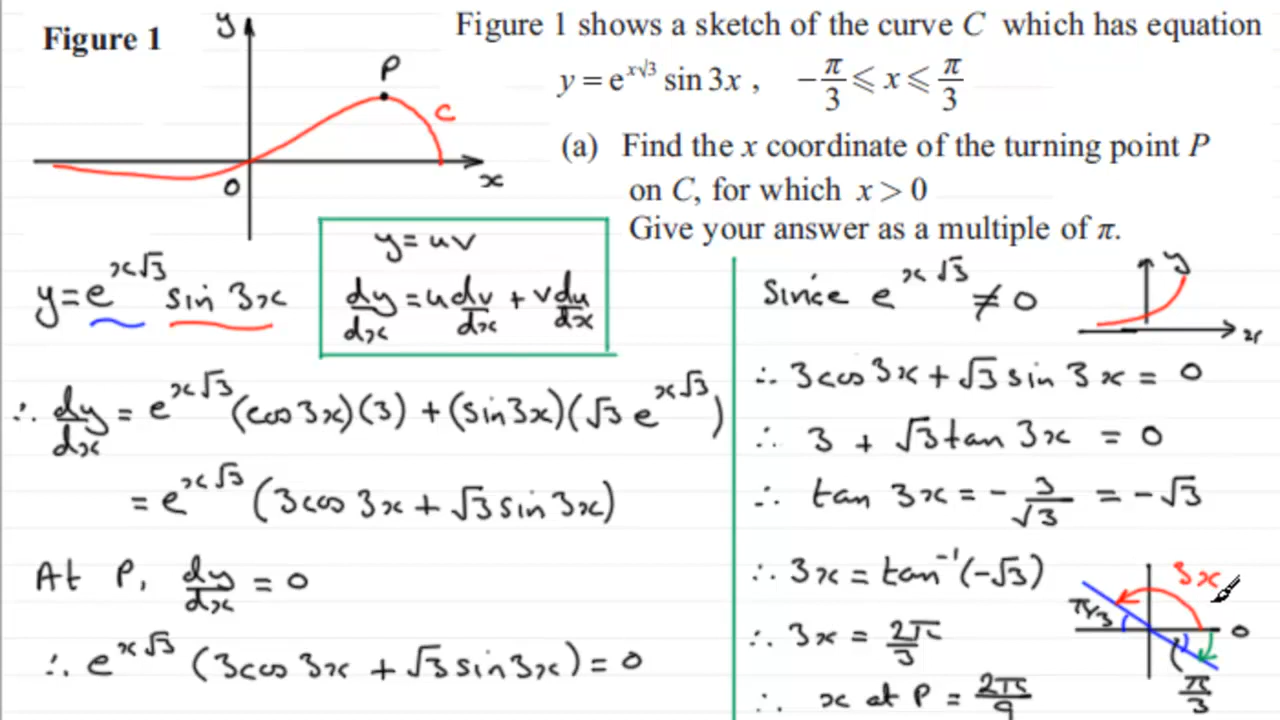 Figure 1
y
P
C
O
x
Figure 1 shows a sketch of the curve C which has equation
y = e^{x√3} sin 3x , −π/3 ⩽ x ⩽ π/3
(a) Find the x coordinate of the turning point P
on C, for which x > 0
Give your answer as a multiple of π.
y = uv
dy/dx = u dv/dx + v du/dx
y = e^{x√3} sin 3x
∴ dy/dx = e^{x√3} (cos3x)(3) + (sin3x)(√3 e^{x√3})
= e^{x√3} (3cos 3x + √3 sin 3x)
At P, dy/dx = 0
∴ e^{x√3} (3cos 3x + √3 sin 3x) = 0
Since e^{x√3} ≠ 0
y
x
∴ 3cos 3x + √3 sin 3x = 0
∴ 3 + √3 tan 3x = 0
∴ tan 3x = − 3/√3 = −√3
∴ 3x = tan⁻¹(−√3)
∴ 3x = 2π/3
∴ x at P = 2π/9
3x
π/3
0
π/3